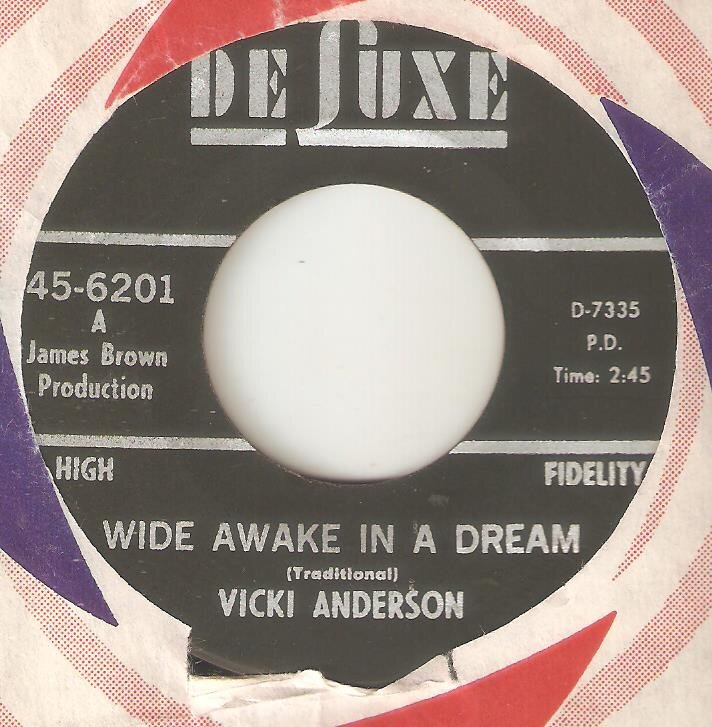 DE LUXE
45-6201
A
James Brown
Production
D-7335
P.D.
Time: 2:45
HIGH FIDELITY
WIDE AWAKE IN A DREAM
(Traditional)
VICKI ANDERSON